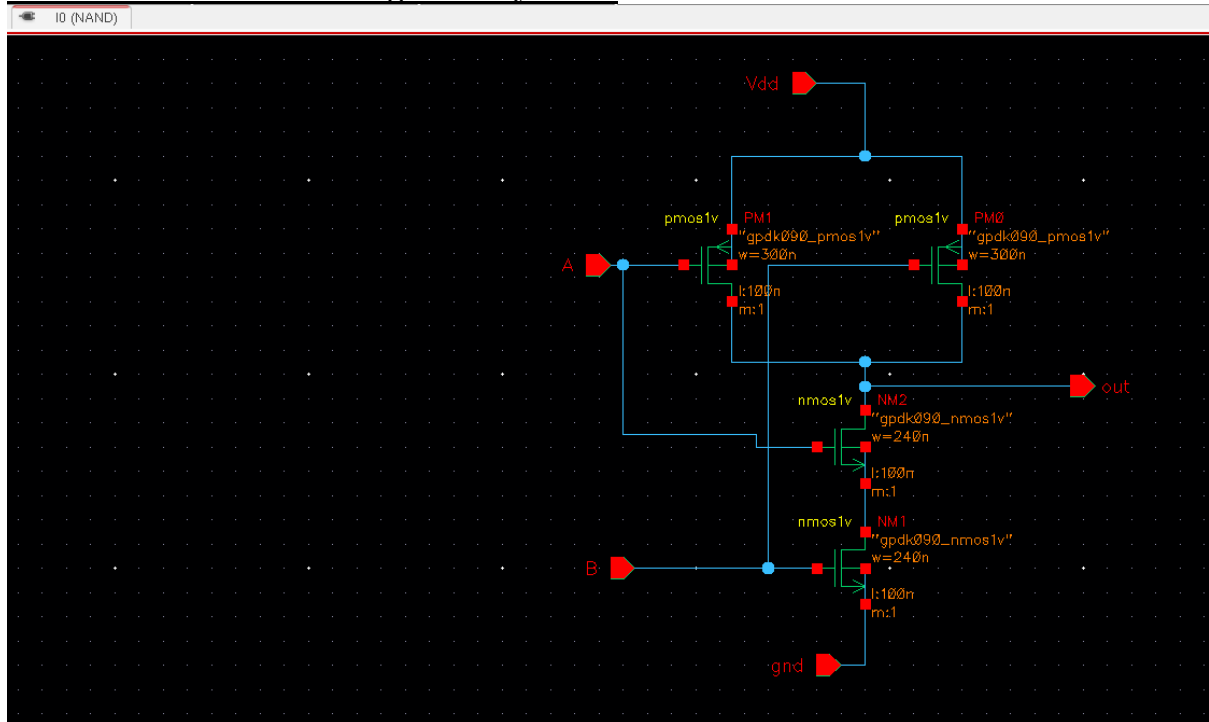 I0 (NAND)
Vdd
pmos1v PM1
"gpdk090_pmos1v"
w=300n
l:100n
m:1
pmos1v PM0
"gpdk090_pmos1v"
w=300n
l:100n
m:1
A
out
nmos1v NM2
"gpdk090_nmos1v"
w=240n
l:100n
m:1
nmos1v NM1
"gpdk090_nmos1v"
w=240n
l:100n
m:1
B
gnd